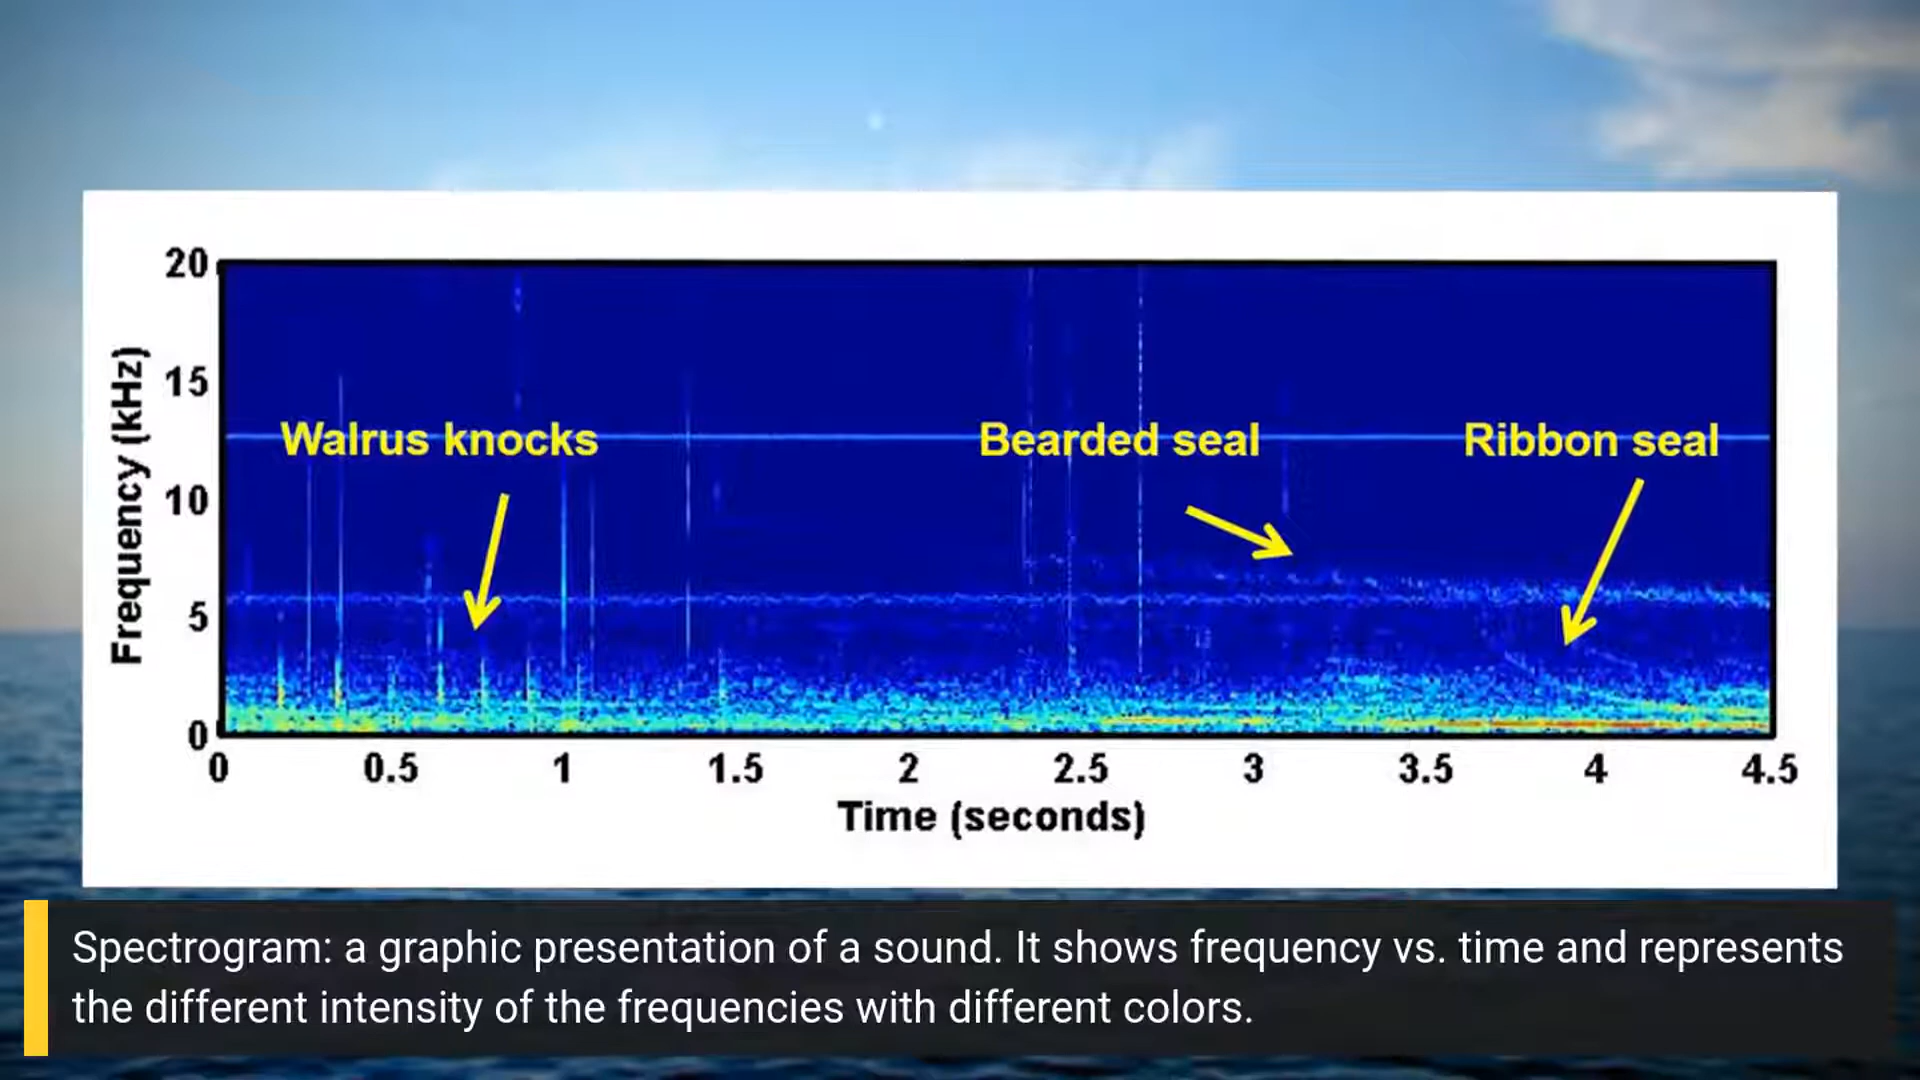 20
15
10
5
0
Frequency (kHz)
Walrus knocks
Bearded seal
Ribbon seal
0 0.5 1 1.5 2 2.5 3 3.5 4 4.5
Time (seconds)
Spectrogram: a graphic presentation of a sound. It shows frequency vs. time and represents
the different intensity of the frequencies with different colors.